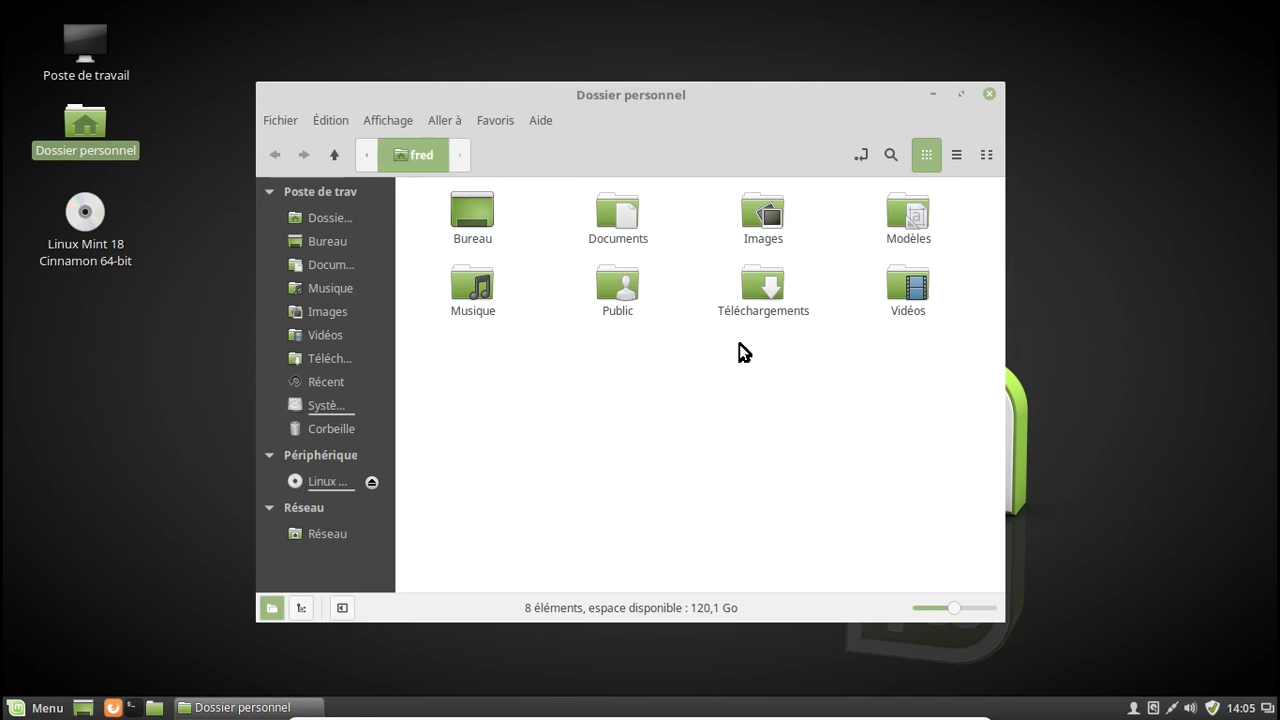 Poste de travail
Dossier personnel
Linux Mint 18
Cinnamon 64-bit
Dossier personnel
Fichier Édition Affichage Aller à Favoris Aide
fred
Poste de trav
Dossie...
Bureau
Docum...
Musique
Images
Vidéos
Téléch...
Récent
Systè...
Corbeille
Périphérique
Linux ...
Réseau
Réseau
Bureau Documents Images Modèles
Musique Public Téléchargements Vidéos
8 éléments, espace disponible : 120,1 Go
Menu Dossier personnel 14:05